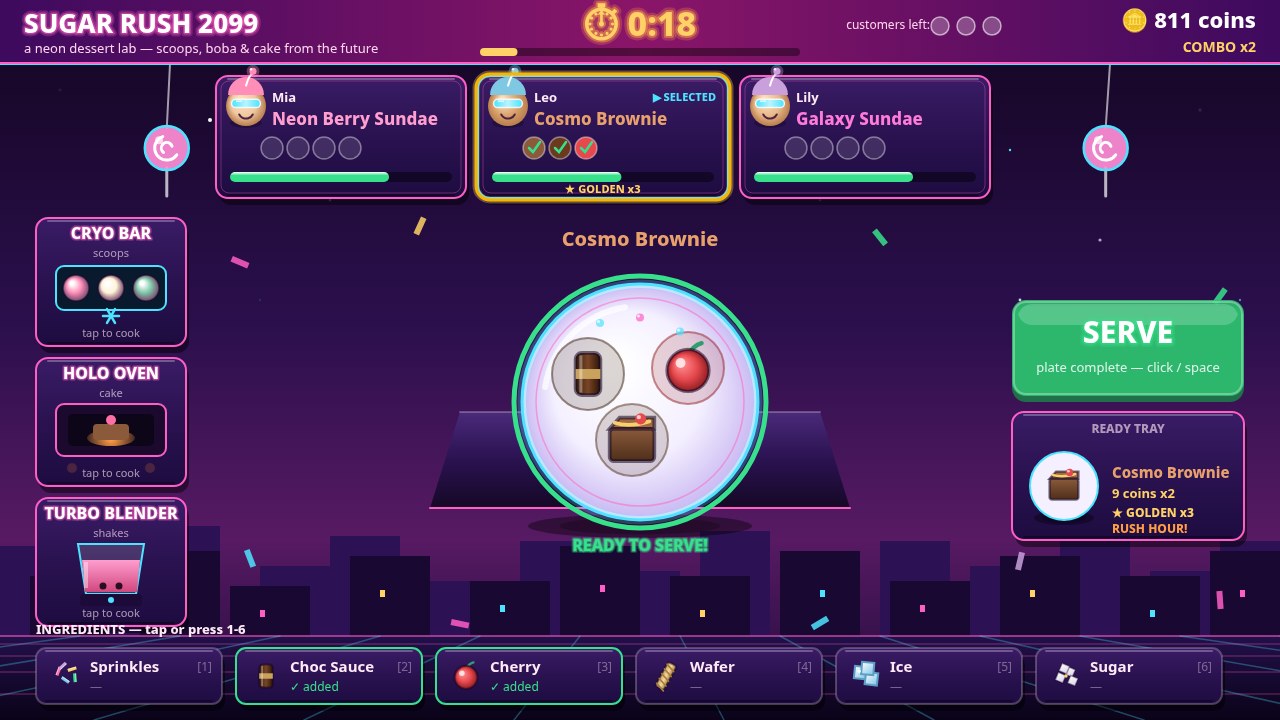 SUGAR RUSH 2099
a neon dessert lab — scoops, boba & cake from the future
0:18
customers left:
811 coins
COMBO x2
Mia
Neon Berry Sundae
Leo
▶ SELECTED
Cosmo Brownie
★ GOLDEN x3
Lily
Galaxy Sundae
CRYO BAR
scoops
tap to cook
HOLO OVEN
cake
tap to cook
TURBO BLENDER
shakes
tap to cook
Cosmo Brownie
READY TO SERVE!
SERVE
plate complete — click / space
READY TRAY
Cosmo Brownie
9 coins x2
★ GOLDEN x3
RUSH HOUR!
INGREDIENTS — tap or press 1-6
Sprinkles [1]
—
Choc Sauce [2]
✓ added
Cherry [3]
✓ added
Wafer [4]
—
Ice [5]
—
Sugar [6]
—